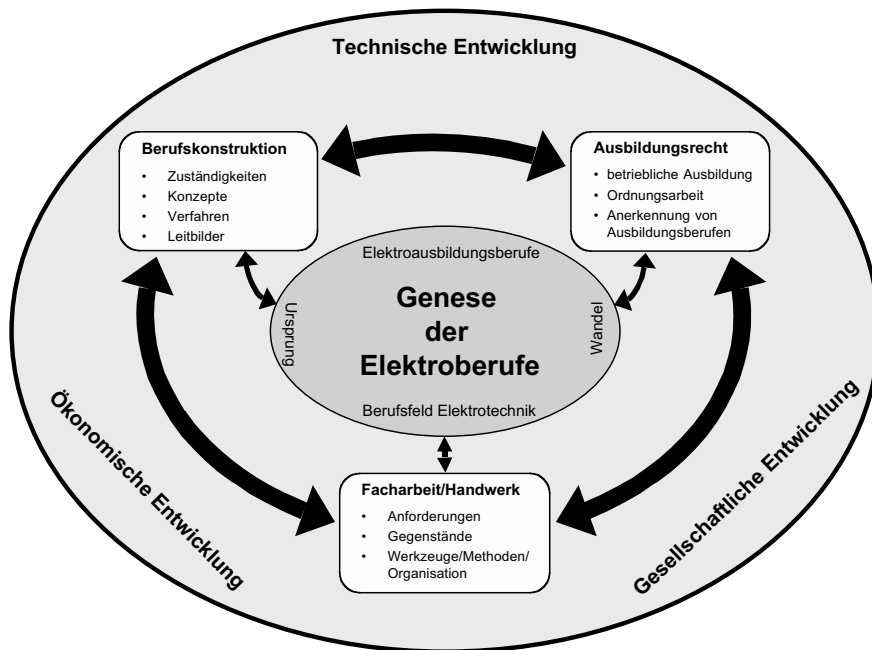 Technische Entwicklung
Berufskonstruktion
• Zuständigkeiten
• Konzepte
• Verfahren
• Leitbilder
Ausbildungsrecht
• betriebliche Ausbildung
• Ordnungsarbeit
• Anerkennung von
Ausbildungsberufen
Elektroausbildungsberufe
Ursprung
Genese
der
Elektroberufe
Wandel
Berufsfeld Elektrotechnik
Ökonomische Entwicklung
Gesellschaftliche Entwicklung
Facharbeit/Handwerk
• Anforderungen
• Gegenstände
• Werkzeuge/Methoden/
Organisation